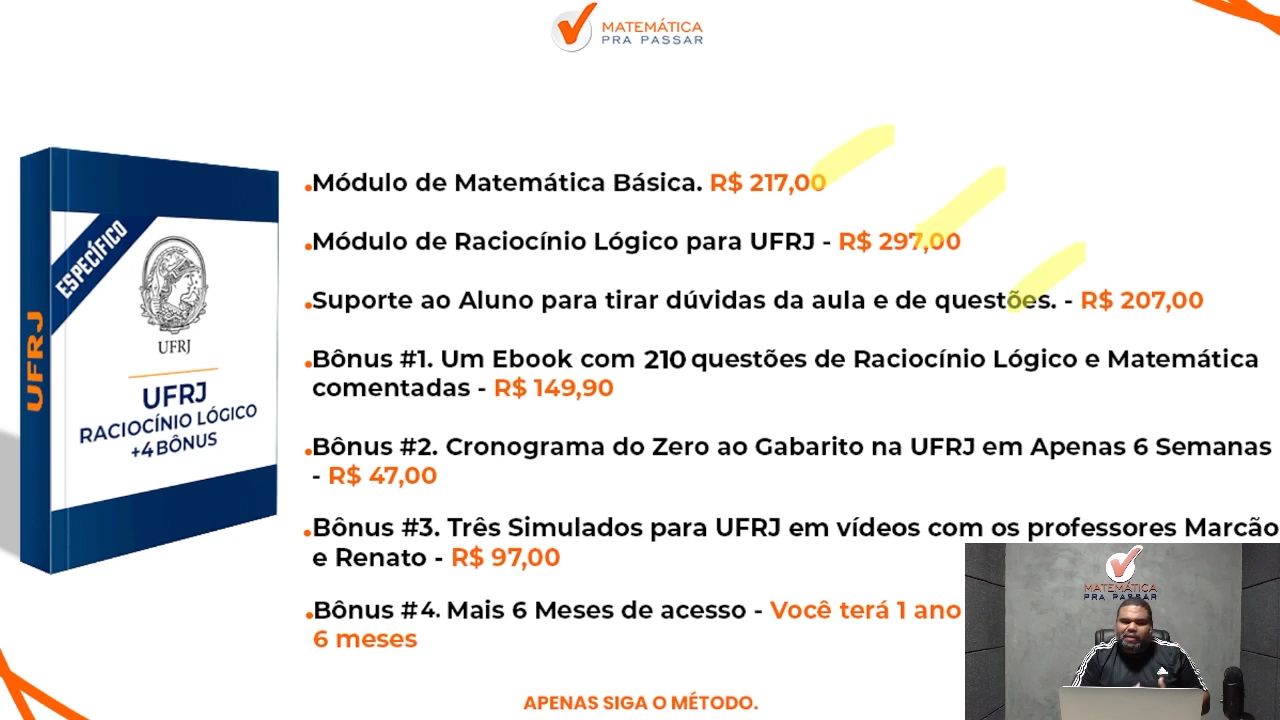 MATEMÁTICA
PRA PASSAR
ESPECÍFICO
UFRJ
UFRJ
UFRJ
RACIOCÍNIO LÓGICO
+4 BÔNUS
Módulo de Matemática Básica. R$ 217,00
Módulo de Raciocínio Lógico para UFRJ - R$ 297,00
Suporte ao Aluno para tirar dúvidas da aula e de questões. - R$ 207,00
Bônus #1. Um Ebook com 210 questões de Raciocínio Lógico e Matemática
comentadas - R$ 149,90
Bônus #2. Cronograma do Zero ao Gabarito na UFRJ em Apenas 6 Semanas
- R$ 47,00
Bônus #3. Três Simulados para UFRJ em vídeos com os professores Marcão
e Renato - R$ 97,00
Bônus #4. Mais 6 Meses de acesso - Você terá 1 ano
6 meses
MATEMÁTICA
PRA PASSAR
APENAS SIGA O MÉTODO.